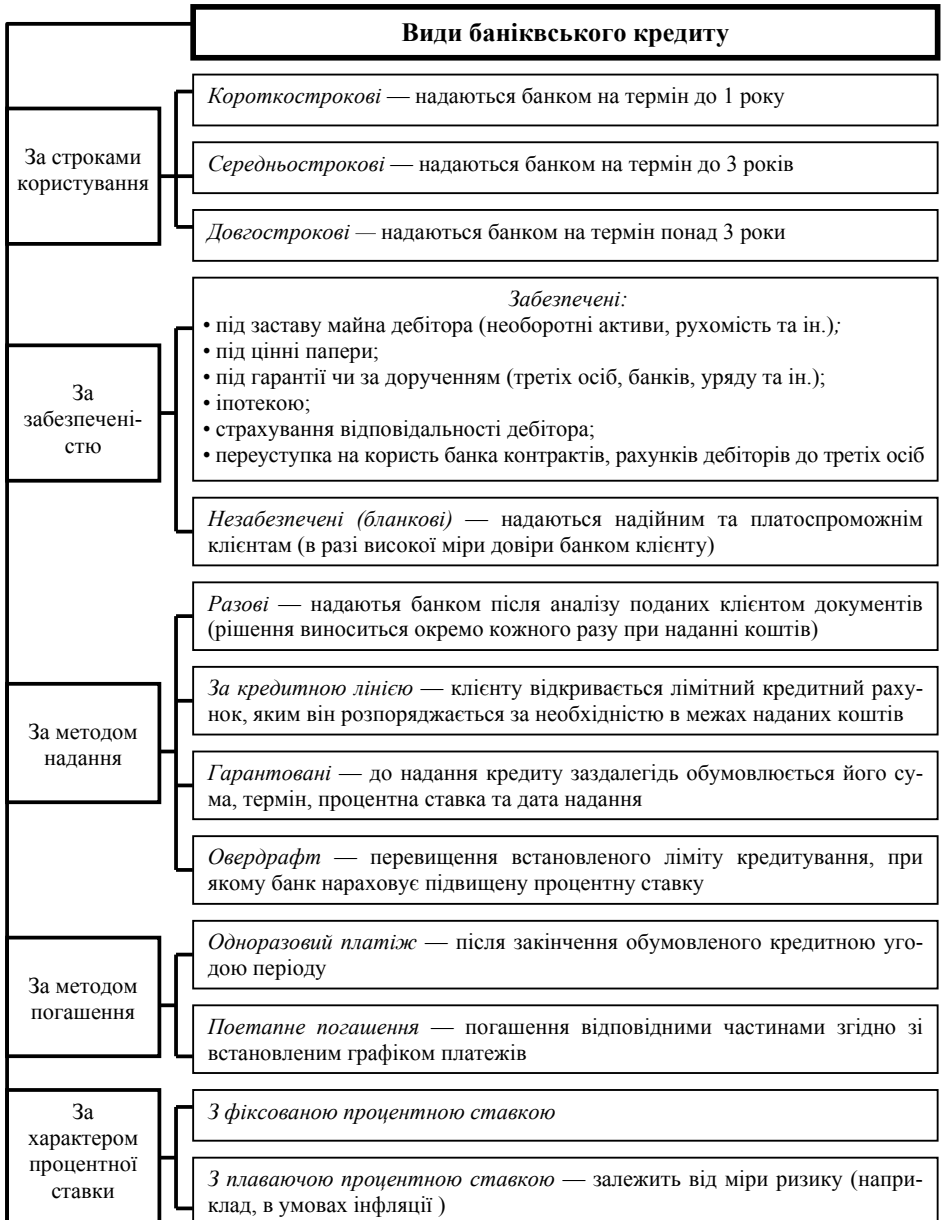 Види баніквського кредиту
За строками
користування
Короткострокові — надаються банком на термін до 1 року
Середньострокові — надаються банком на термін до 3 років
Довгострокові — надаються банком на термін понад 3 роки
За
забезпечені-
стю
Забезпечені:
• під заставу майна дебітора (необоротні активи, рухомість та ін.);
• під цінні папери;
• під гарантії чи за дорученням (третіх осіб, банків, уряду та ін.);
• іпотекою;
• страхування відповідальності дебітора;
• переуступка на користь банка контрактів, рахунків дебіторів до третіх осіб
Незабезпечені (бланкові) — надаються надійним та платоспроможнім
клієнтам (в разі високої міри довіри банком клієнту)
За методом
надання
Разові — надаютья банком після аналізу поданих клієнтом документів
(рішення виноситься окремо кожного разу при наданні коштів)
За кредитною лінією — клієнту відкривається лімітний кредитний раху-
нок, яким він розпоряджається за необхідністю в межах наданих коштів
Гарантовані — до надання кредиту заздалегідь обумовлюється його су-
ма, термін, процентна ставка та дата надання
Овердрафт — перевищення встановленого ліміту кредитування, при
якому банк нараховує підвищену процентну ставку
За методом
погашення
Одноразовий платіж — після закінчення обумовленого кредитною уго-
дою періоду
Поетапне погашення — погашення відповідними частинами згідно зі
встановленим графіком платежів
За
характером
процентної
ставки
З фіксованою процентною ставкою
З плаваючою процентною ставкою — залежить від міри ризику (напри-
клад, в умовах інфляції )